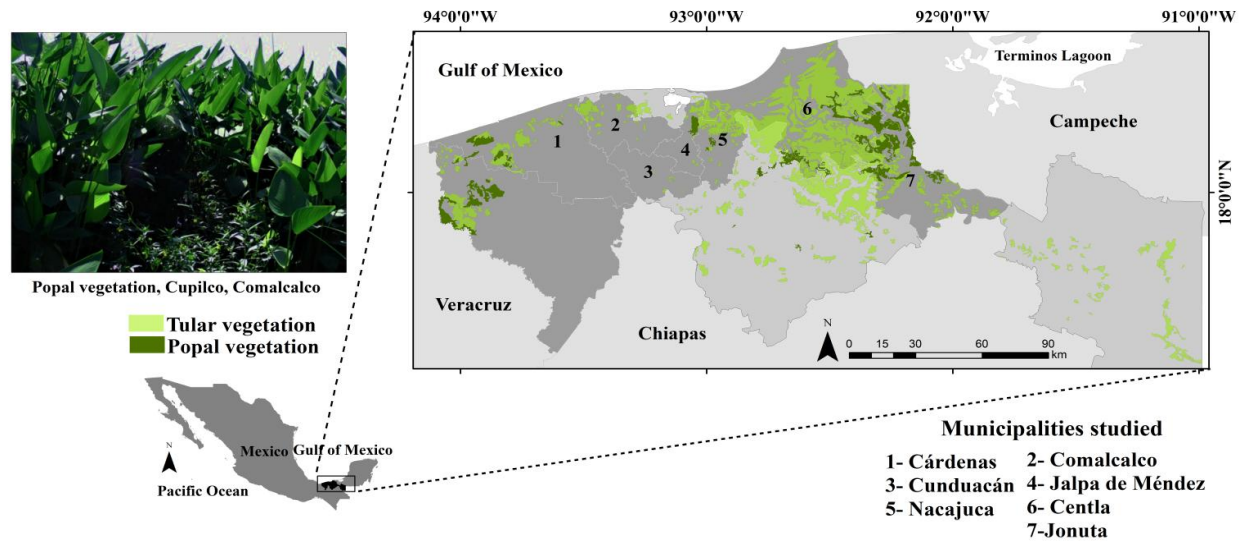 94°0'0"W
93°0'0"W
92°0'0"W
91°0'0"W
Gulf of Mexico
Terminos Lagoon
Campeche
1
2
3
4
5
6
7
18°0'0"N
Veracruz
Chiapas
N
0 15 30 60 90
km
Popal vegetation, Cupilco, Comalcalco
Tular vegetation
Popal vegetation
Mexico
Gulf of Mexico
N
Pacific Ocean
Municipalities studied
1- Cárdenas
2- Comalcalco
3- Cunduacán
4- Jalpa de Méndez
5- Nacajuca
6- Centla
7-Jonuta